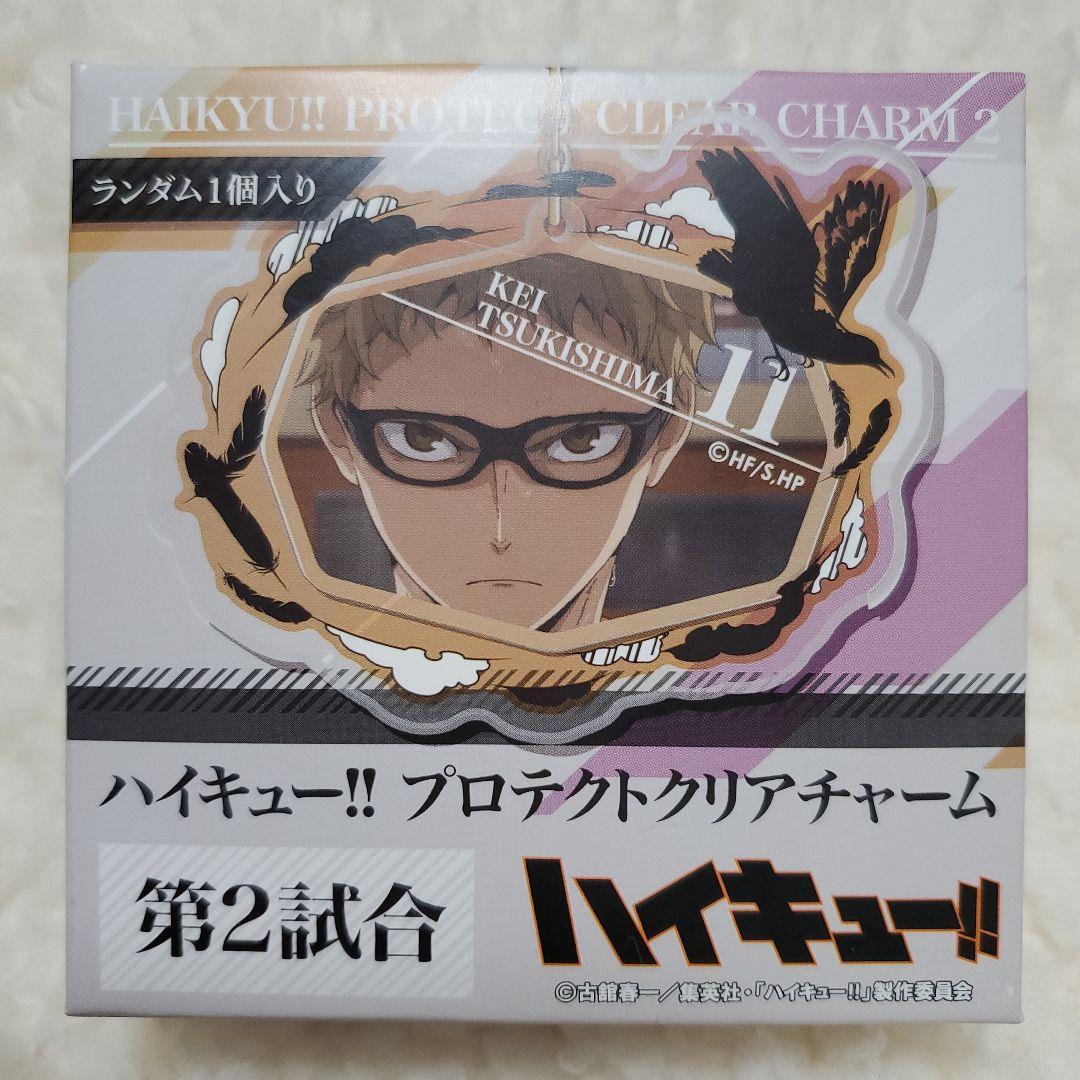 HAIKYU!! PROTECT CLEAR CHARM 2
ランダム1個入り
KEI
TSUKISHIMA
11
©HF/S,HP
ハイキュー!! プロテクトクリアチャーム
第2試合
ハイキュー!!
©古舘春一／集英社・「ハイキュー!!」製作委員会